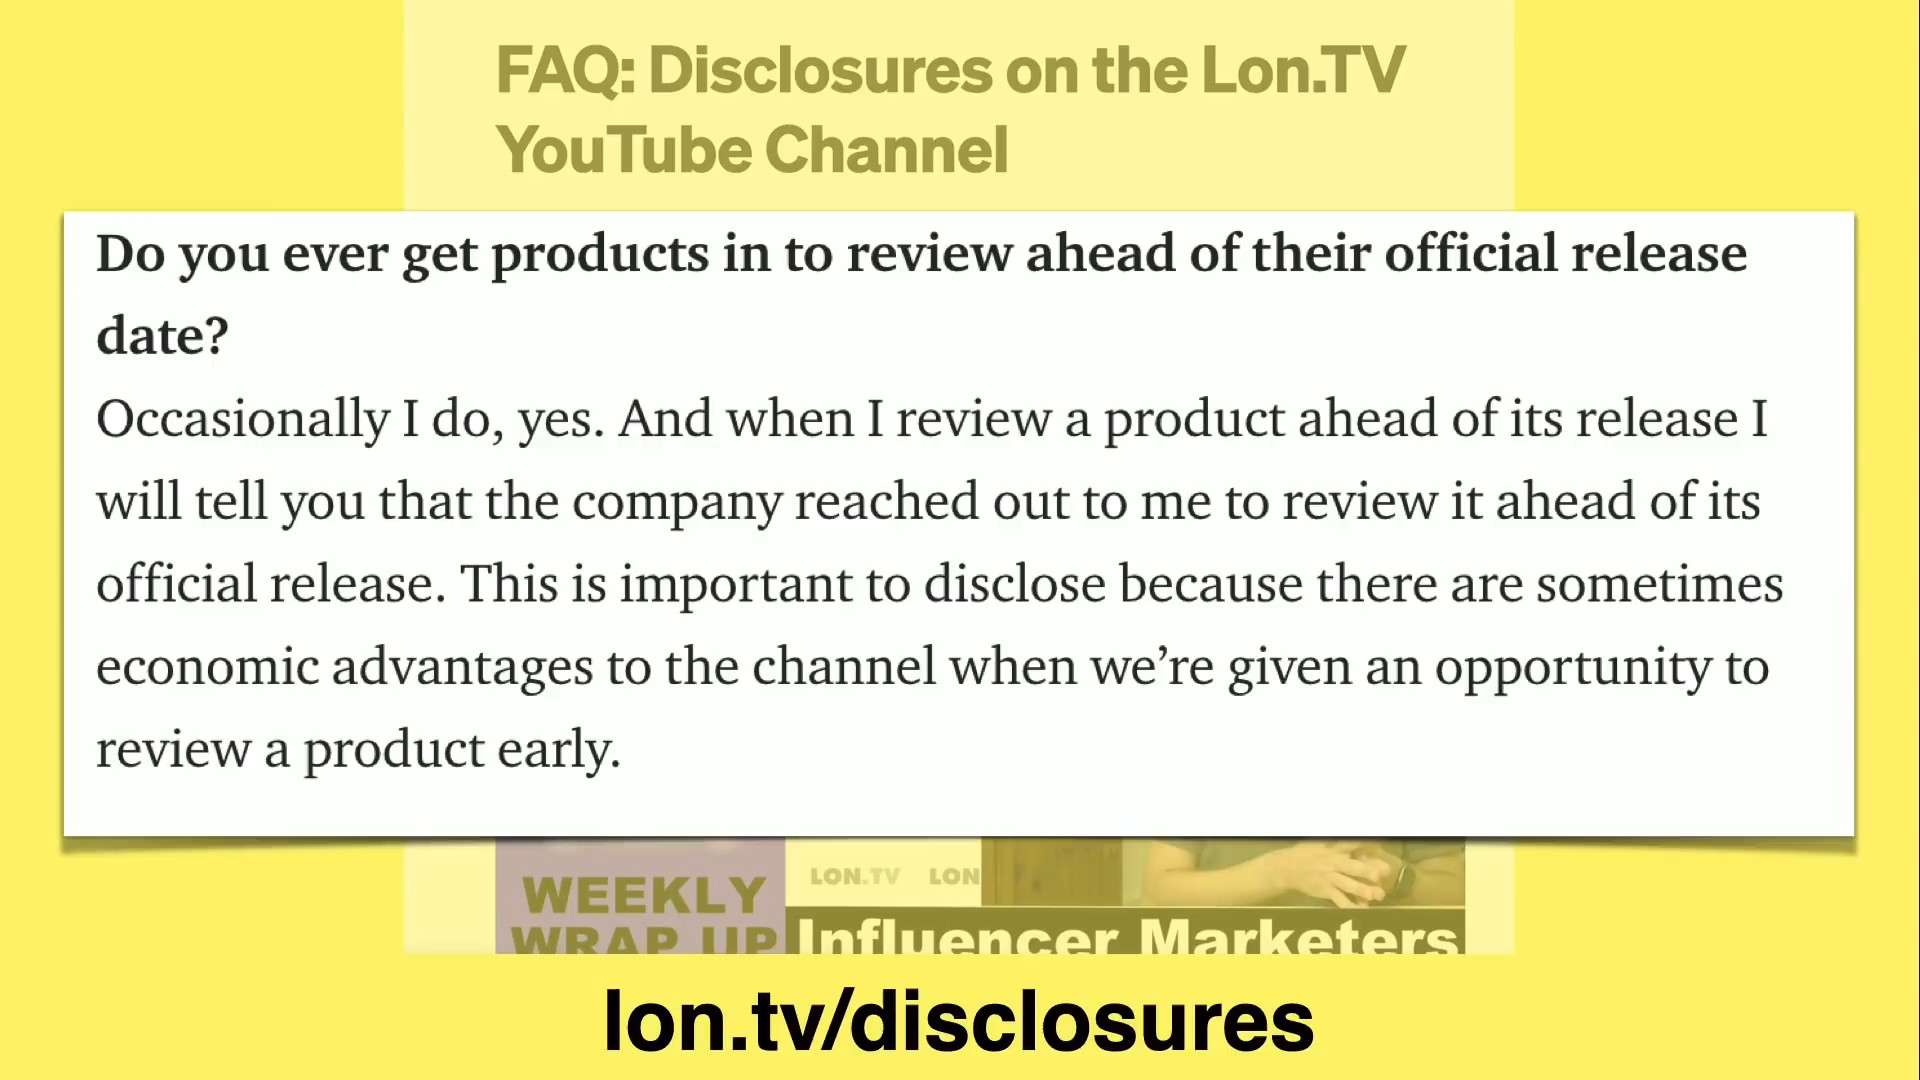 FAQ: Disclosures on the Lon.TV
YouTube Channel
Do you ever get products in to review ahead of their official release
date?
Occasionally I do, yes. And when I review a product ahead of its release I
will tell you that the company reached out to me to review it ahead of its
official release. This is important to disclose because there are sometimes
economic advantages to the channel when we’re given an opportunity to
review a product early.
WEEKLY
WRAP UP
LON.TV LON
Influencer Marketers
lon.tv/disclosures